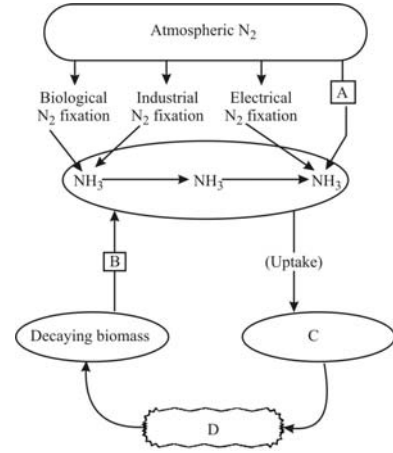 Atmospheric N₂
Biological Industrial Electrical A
N₂ fixation N₂ fixation N₂ fixation
NH₃ NH₃ NH₃
B (Uptake)
Decaying biomass C
D